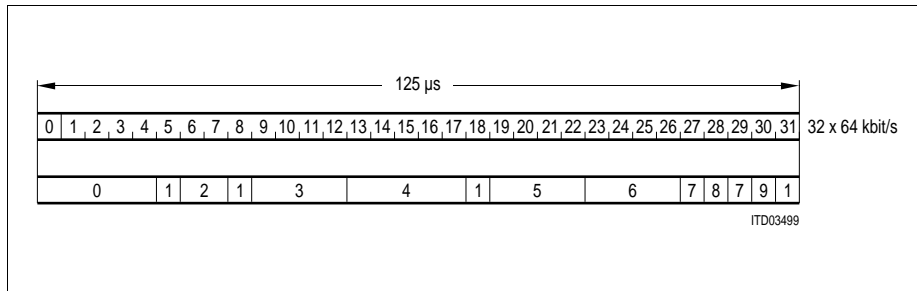 125 µs
0 1 2 3 4 5 6 7 8 9 10 11 12 13 14 15 16 17 18 19 20 21 22 23 24 25 26 27 28 29 30 31 32 x 64 kbit/s
0 1 2 1 3 4 1 5 6 7 8 7 9 1
ITD03499